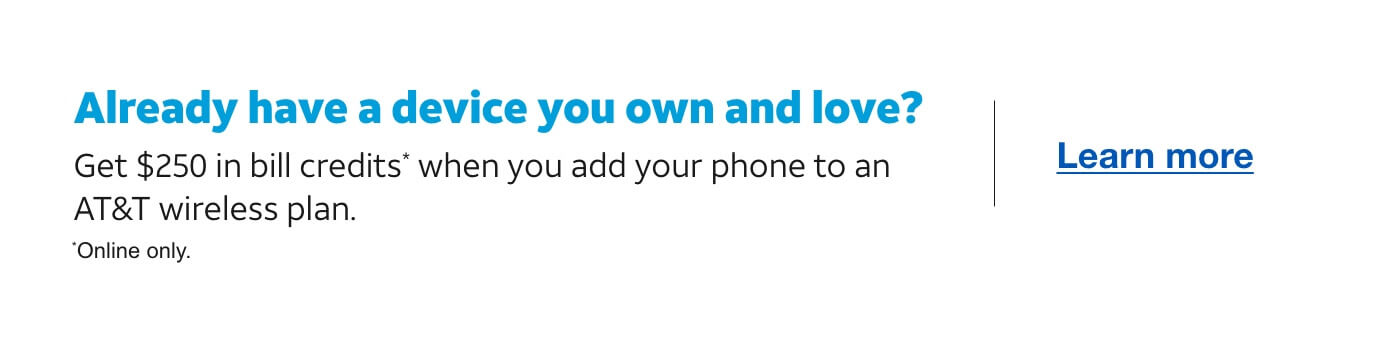 Already have a device you own and love?
Get $250 in bill credits* when you add your phone to an
AT&T wireless plan.
*Online only.
Learn more